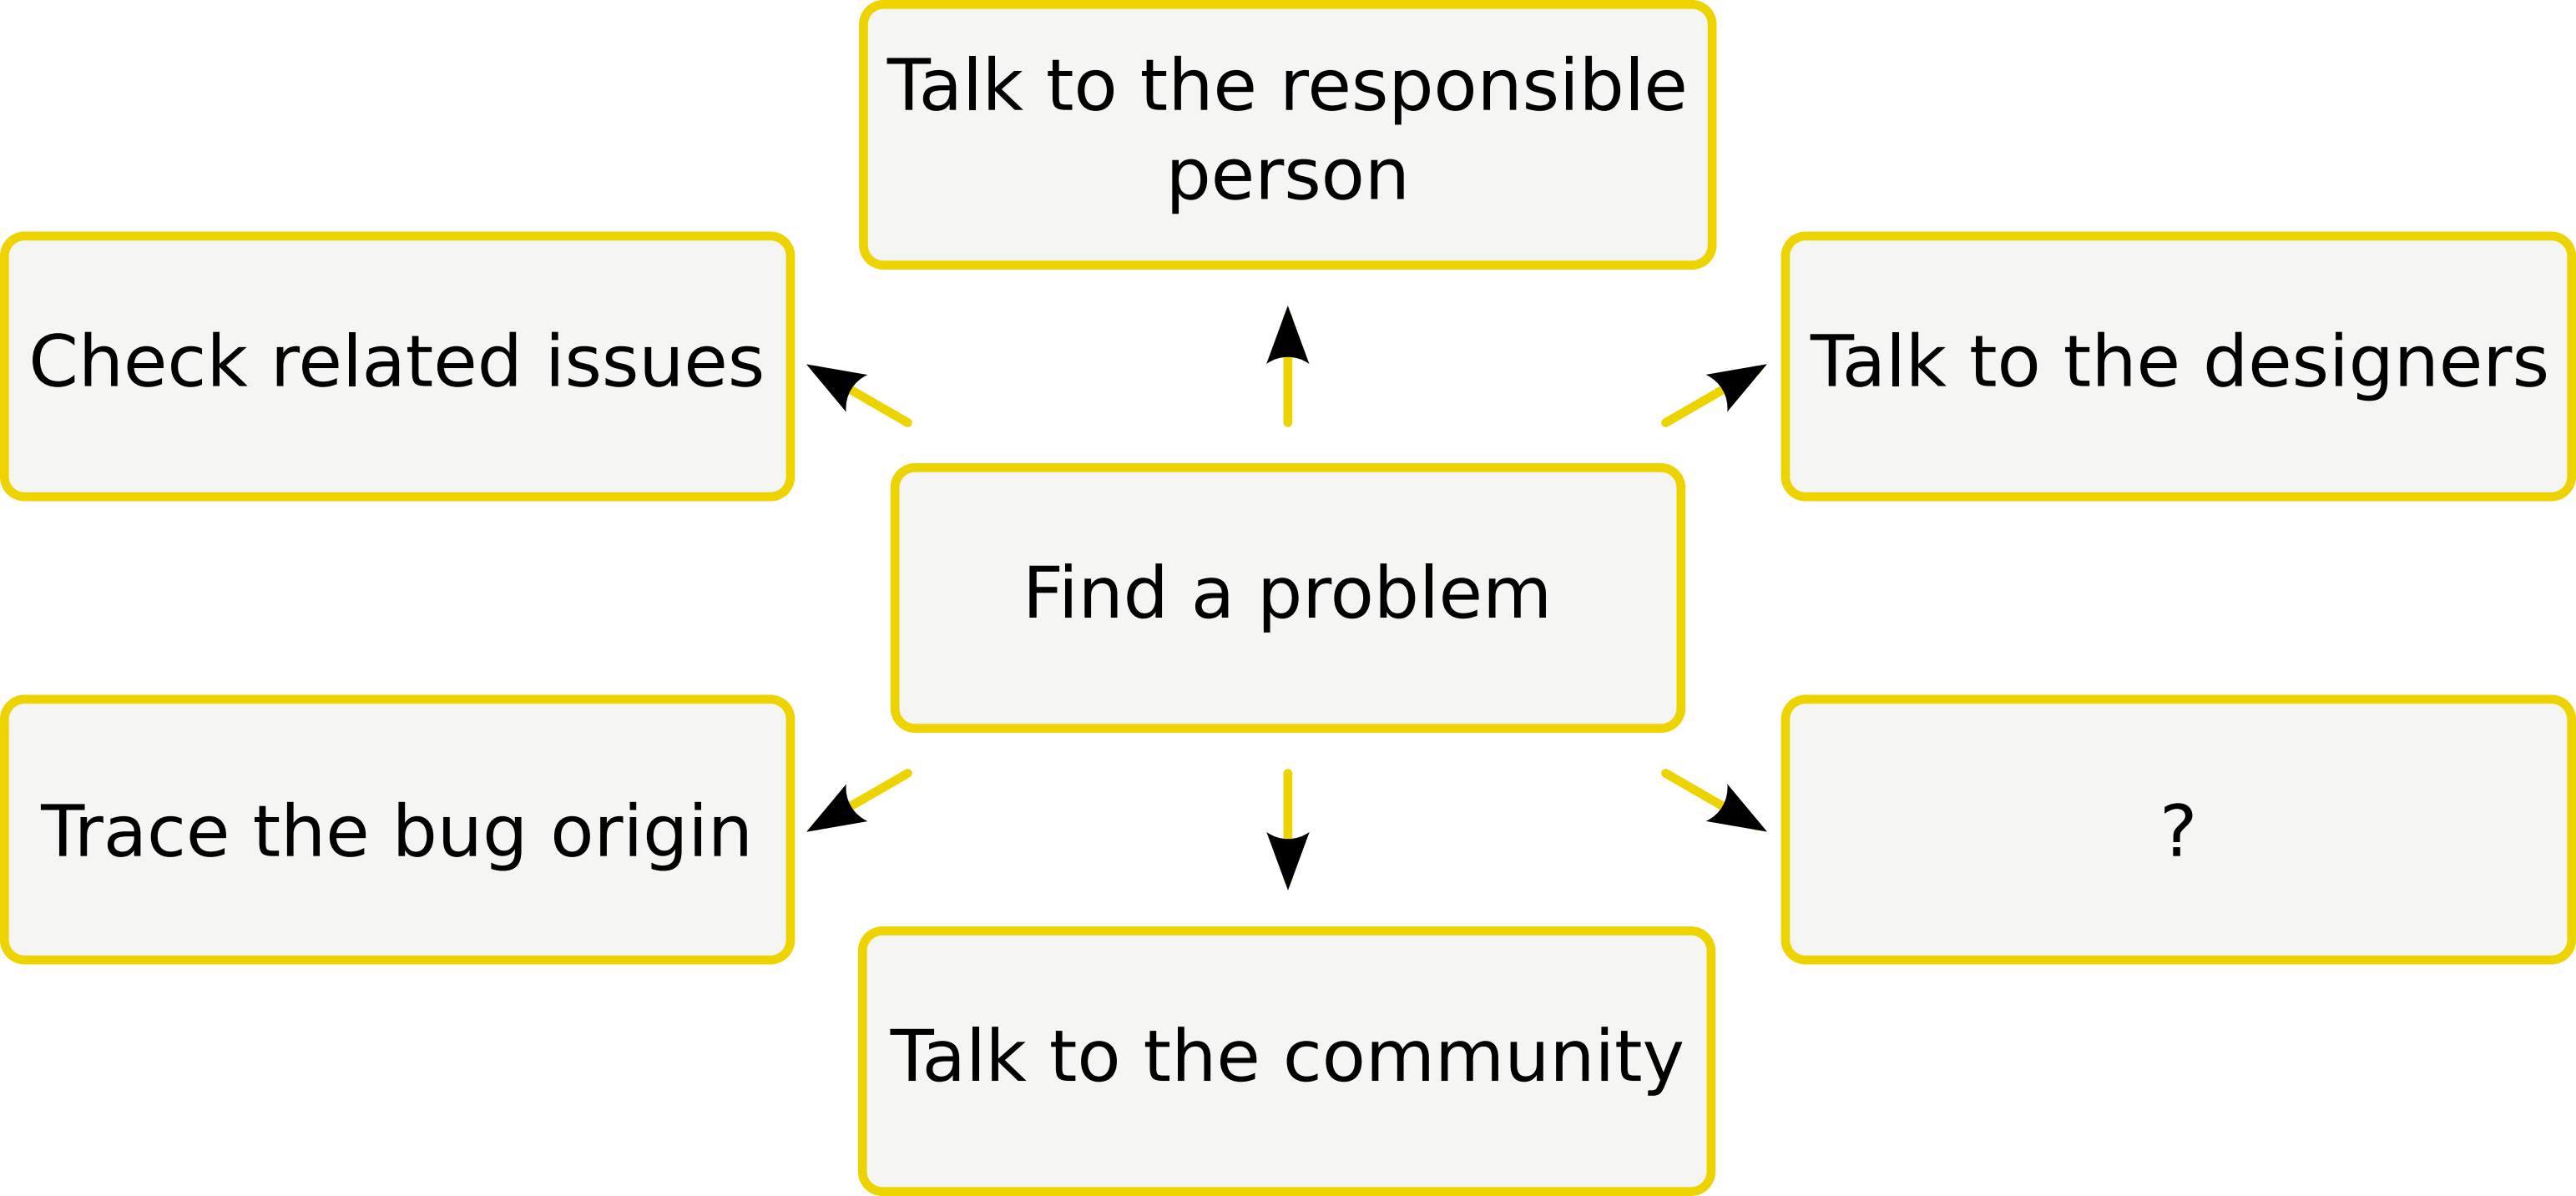 Talk to the responsible
person
Check related issues
Talk to the designers
Find a problem
Trace the bug origin
?
Talk to the community